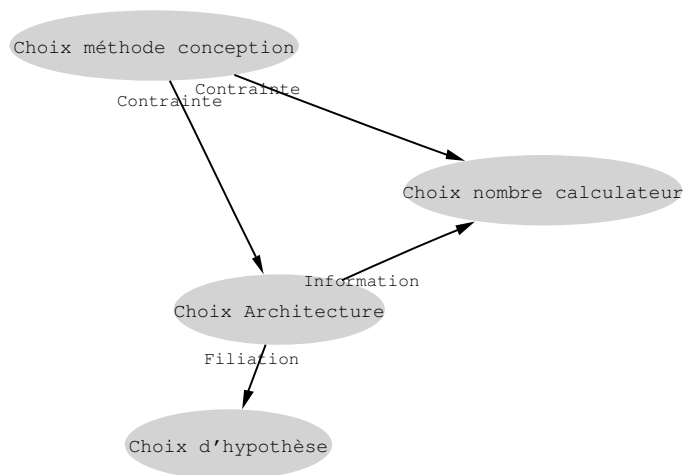 Choix méthode conception
Contrainte
Contrainte
Choix nombre calculateur
Information
Choix Architecture
Filiation
Choix d'hypothèse